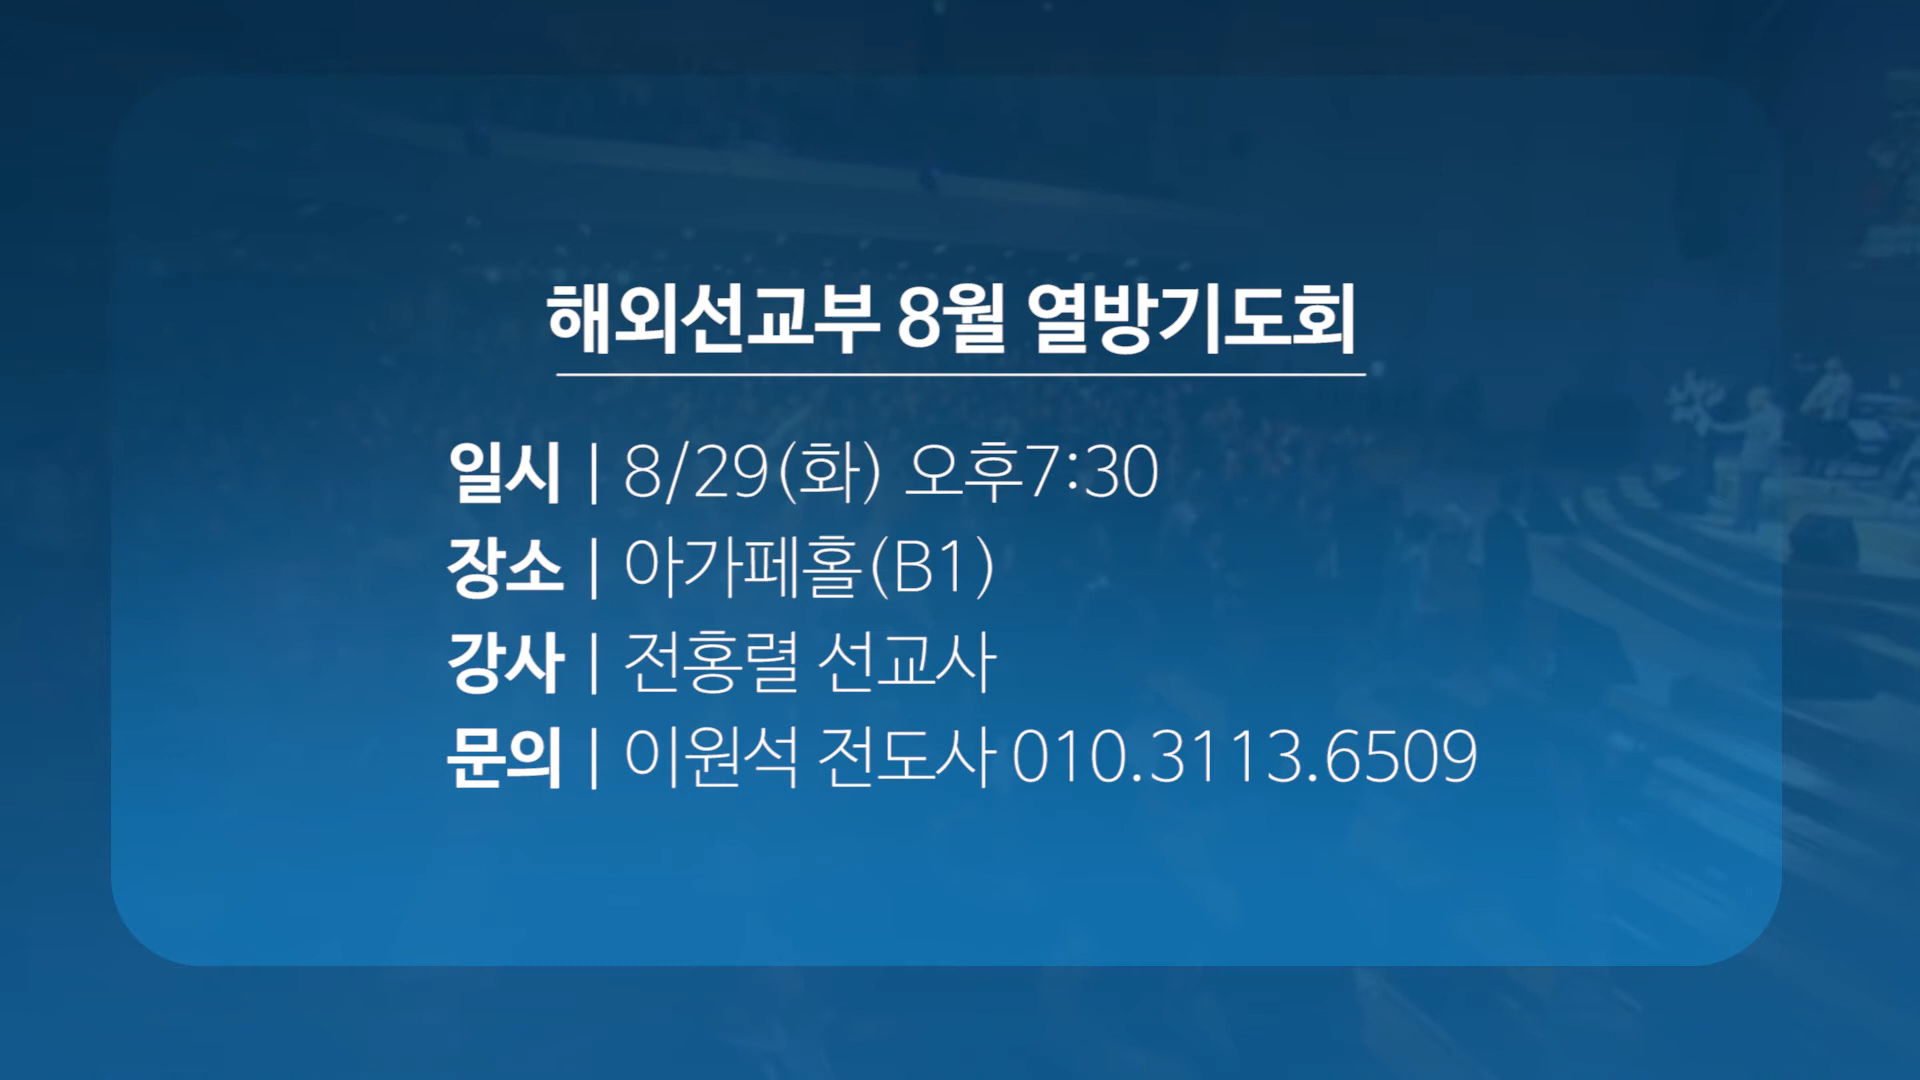 해외선교부 8월 열방기도회
일시 | 8/29(화) 오후7:30
장소 | 아가페홀(B1)
강사 | 전홍렬 선교사
문의 | 이원석 전도사 010.3113.6509